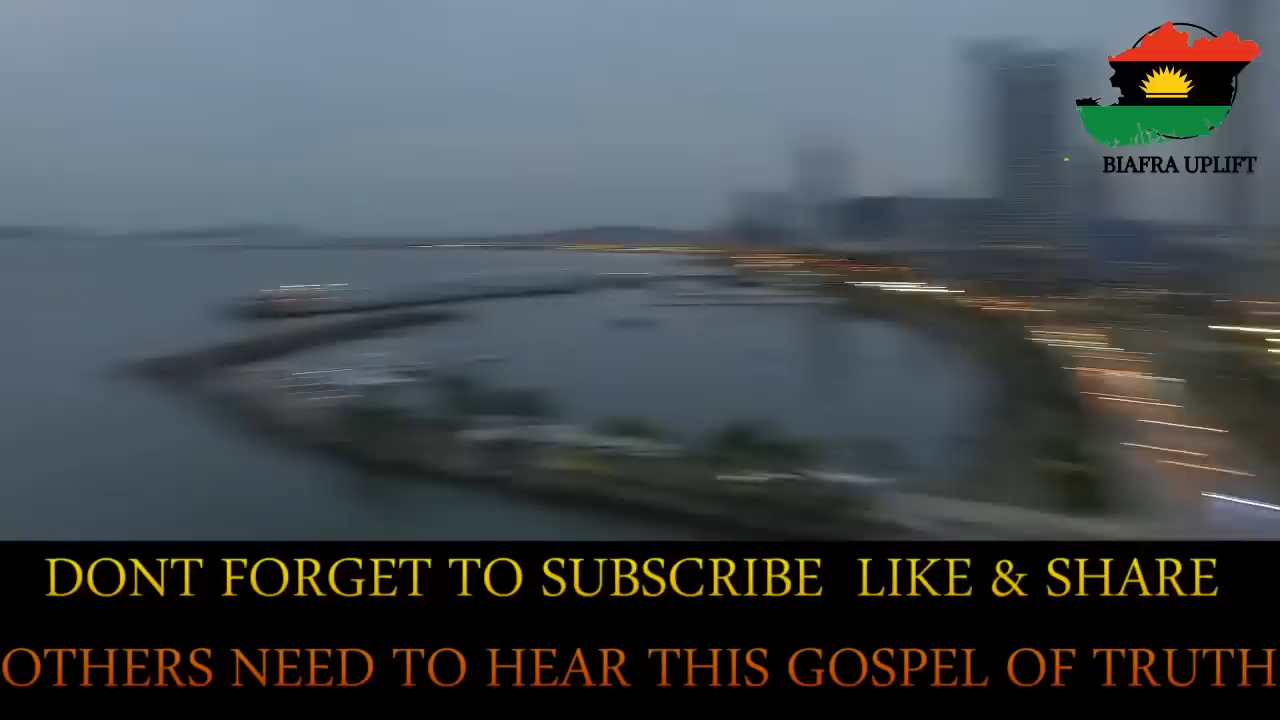 BIAFRA UPLIFT
DONT FORGET TO SUBSCRIBE LIKE & SHARE
OTHERS NEED TO HEAR THIS GOSPEL OF TRUTH